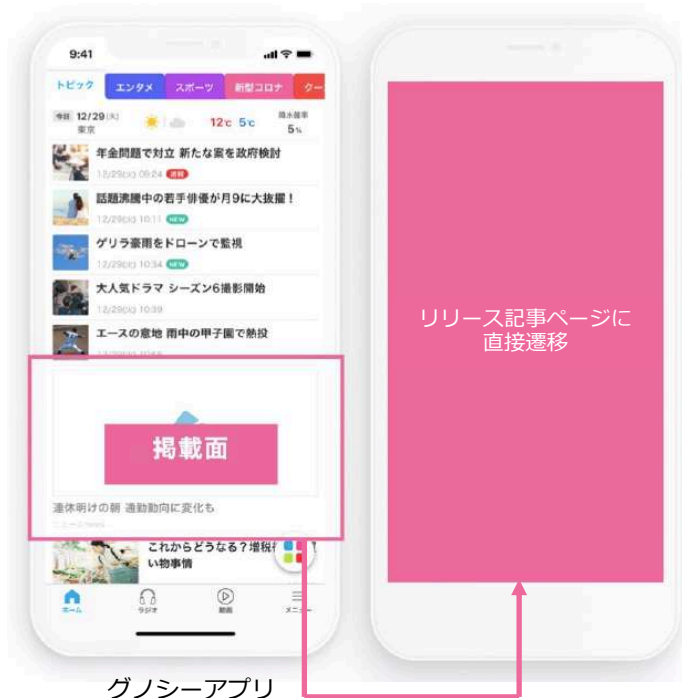 9:41
トピック エンタメ スポーツ 新型コロナ
今日 12/29(火) 東京 12℃ 5℃ 降水確率 5%
年金問題で対立 新たな案を政府検討
12/29(火) 09:24 速報
話題沸騰中の若手俳優が月9に大抜擢!
12/29(火) 10:11 NEW
ゲリラ豪雨をドローンで監視
12/29(火) 10:34 NEW
大人気ドラマ シーズン6撮影開始
12/29(火) 10:39
エースの意地 雨中の甲子園で熱投
掲載面
連休明けの朝 通勤動向に変化も
これからどうなる?増税
い物事情
ホーム ラジオ 動画 メニュー
グノシーアプリ
リリース記事ページに
直接遷移